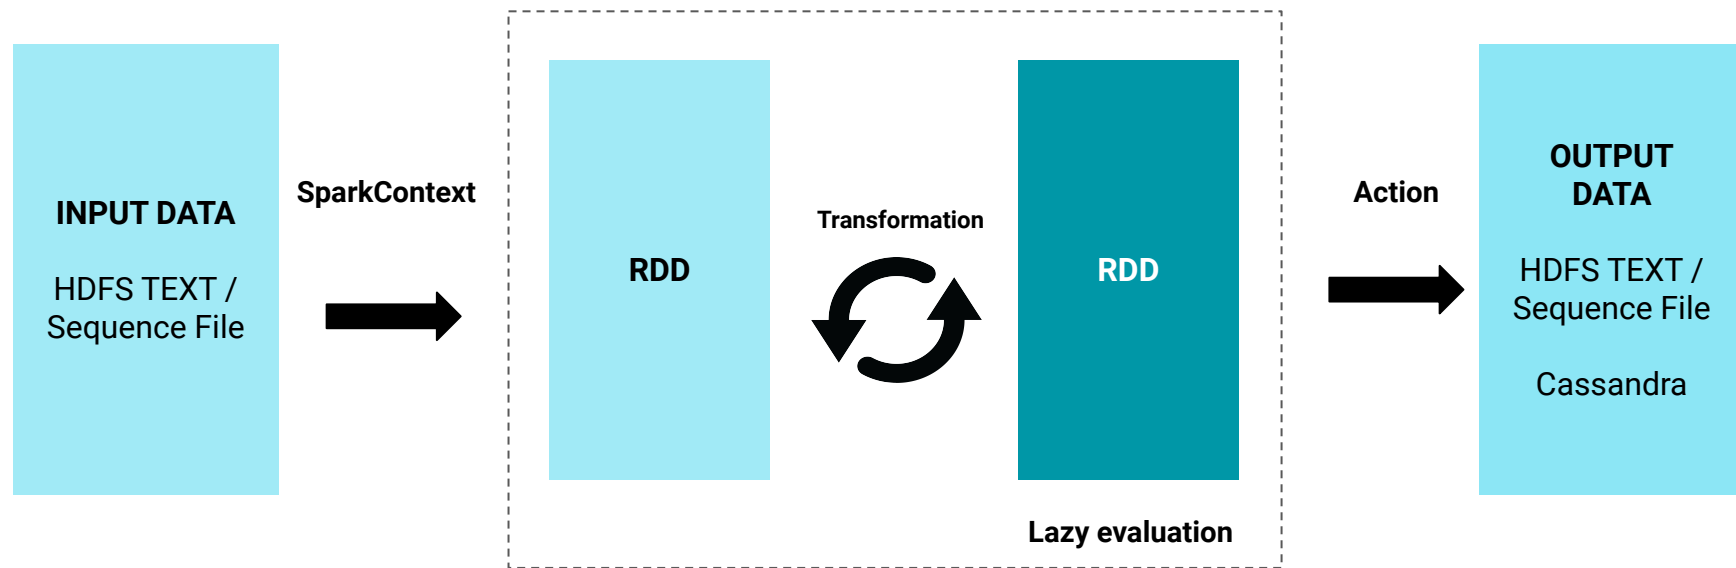 INPUT DATA
HDFS TEXT /
Sequence File
SparkContext
RDD
Transformation
RDD
Lazy evaluation
Action
OUTPUT
DATA
HDFS TEXT /
Sequence File
Cassandra